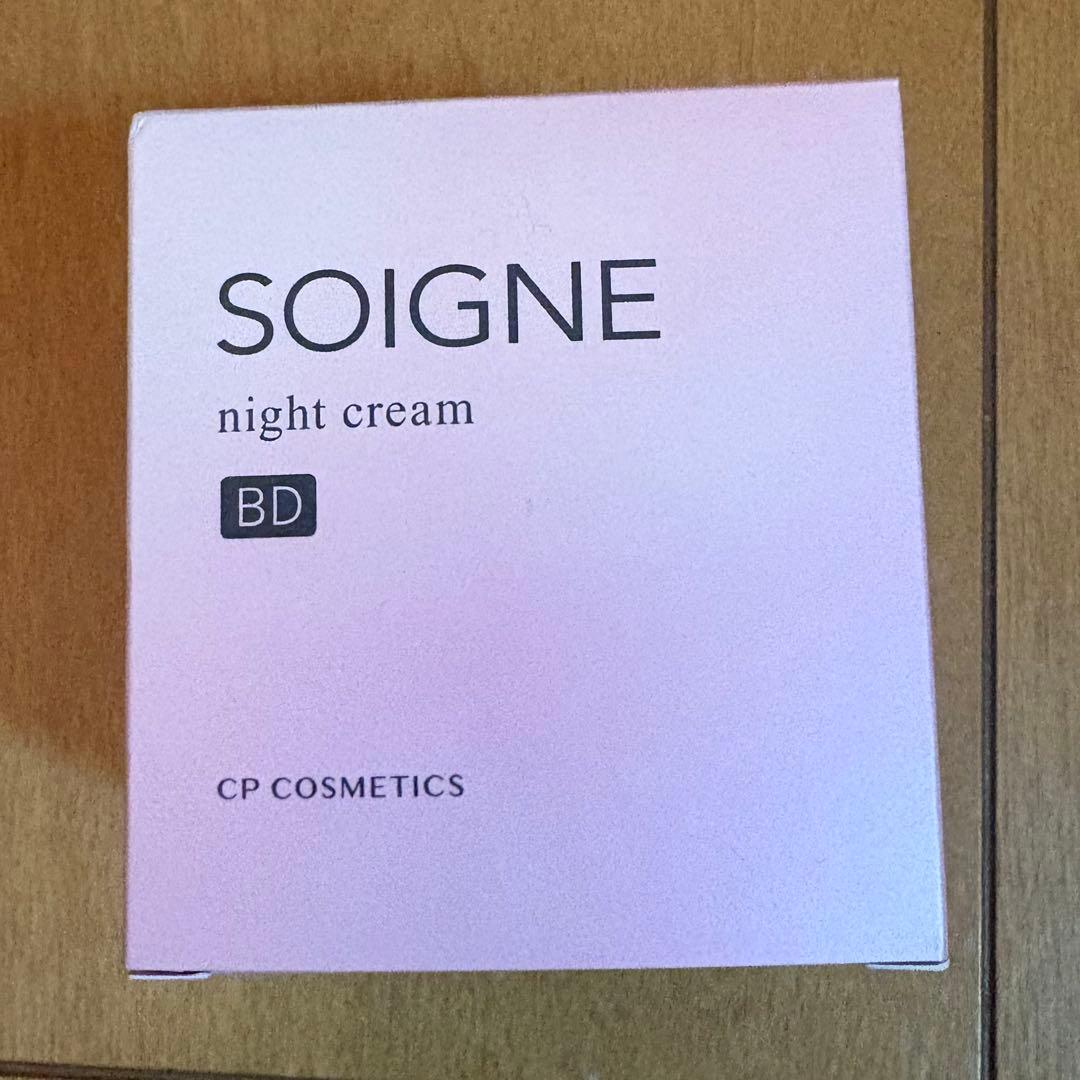 SOIGNE
night cream
BD
CP COSMETICS